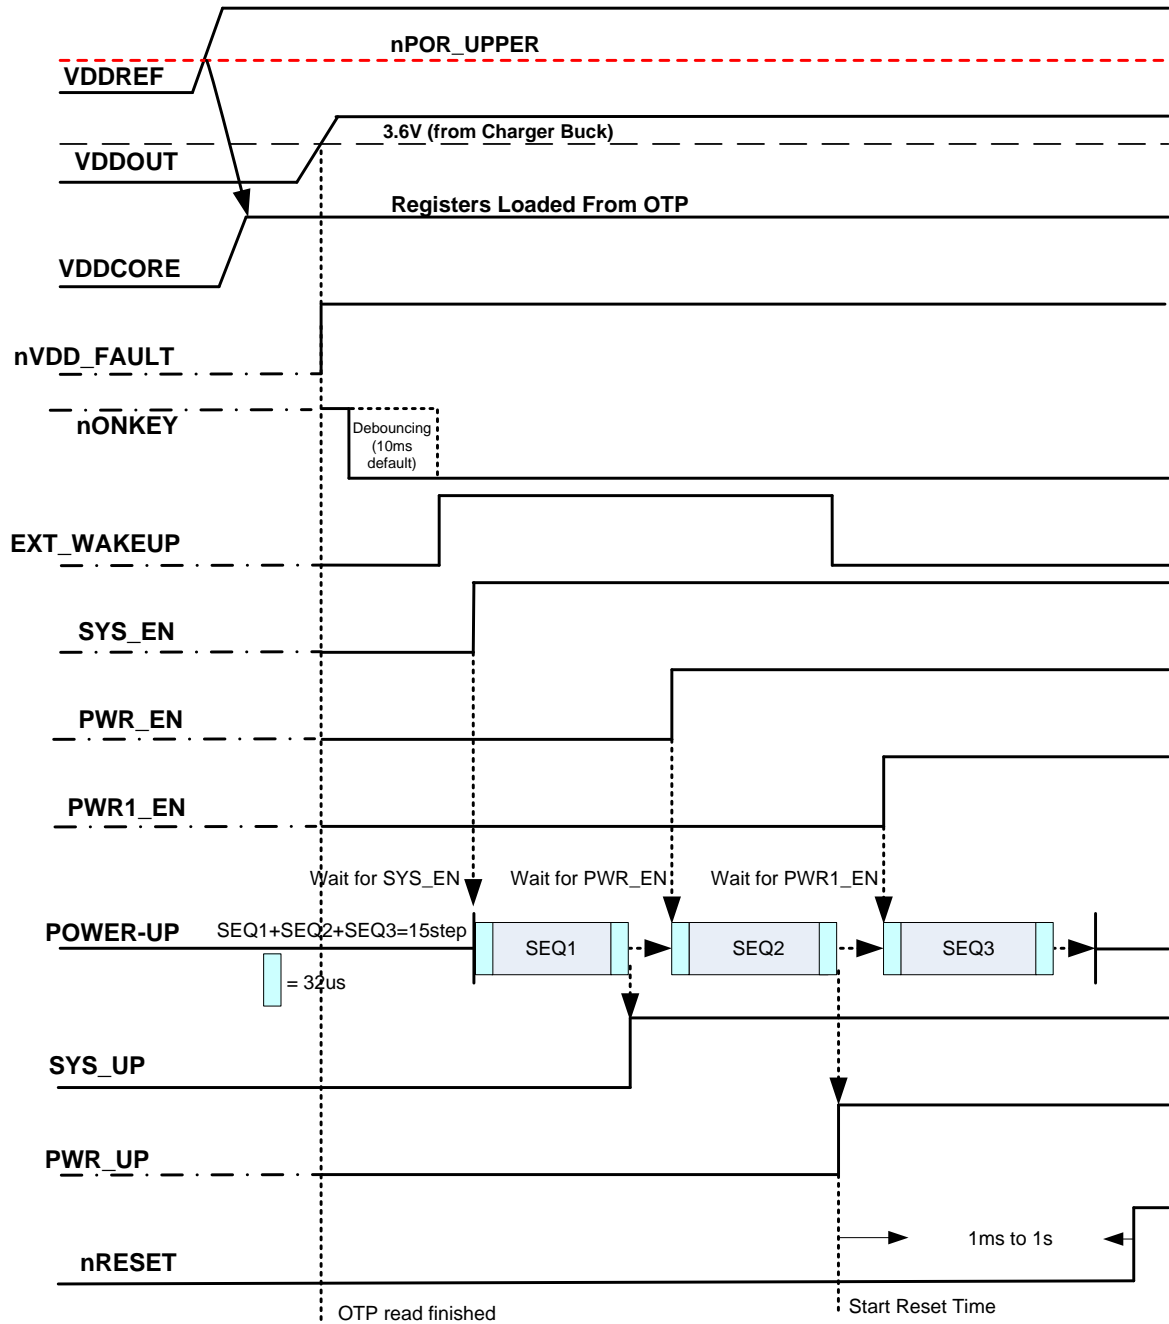 nPOR_UPPER
VDDREF
3.6V (from Charger Buck)
VDDOUT
Registers Loaded From OTP
VDDCORE
nVDD_FAULT
nONKEY
Debouncing
(10ms
default)
EXT_WAKEUP
SYS_EN
PWR_EN
PWR1_EN
Wait for SYS_EN
Wait for PWR_EN
Wait for PWR1_EN
POWER-UP
SEQ1+SEQ2+SEQ3=15step
SEQ1
SEQ2
SEQ3
= 32us
SYS_UP
PWR_UP
1ms to 1s
nRESET
OTP read finished
Start Reset Time